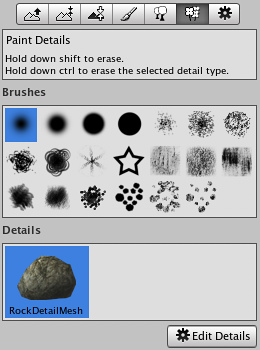 Paint Details
Hold down shift to erase.
Hold down ctrl to erase the selected detail type.
Brushes
Details
RockDetailMesh
Edit Details